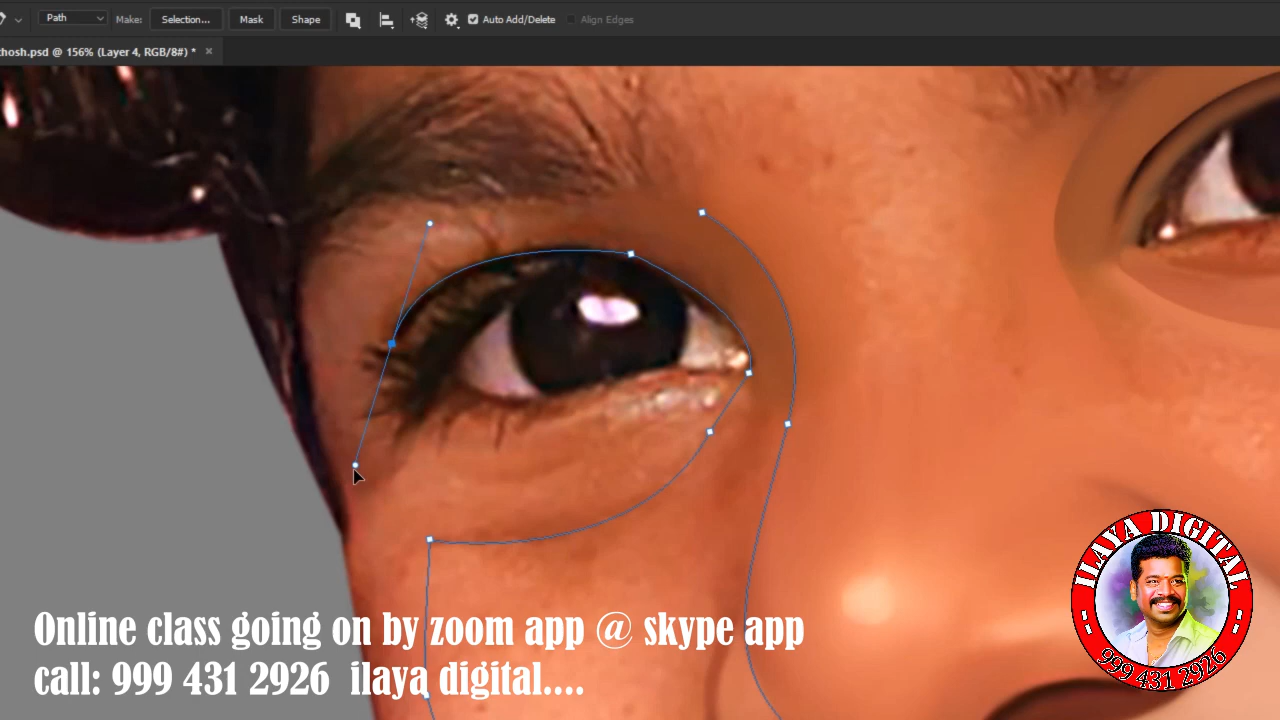 Path Make: Selection... Mask Shape Auto Add/Delete Align Edges
hosh.psd @ 156% (Layer 4, RGB/8#) * ×
ILAYA DIGITAL
999 431 2926
Online class going on by zoom app @ skype app
call: 999 431 2926 ilaya digital....